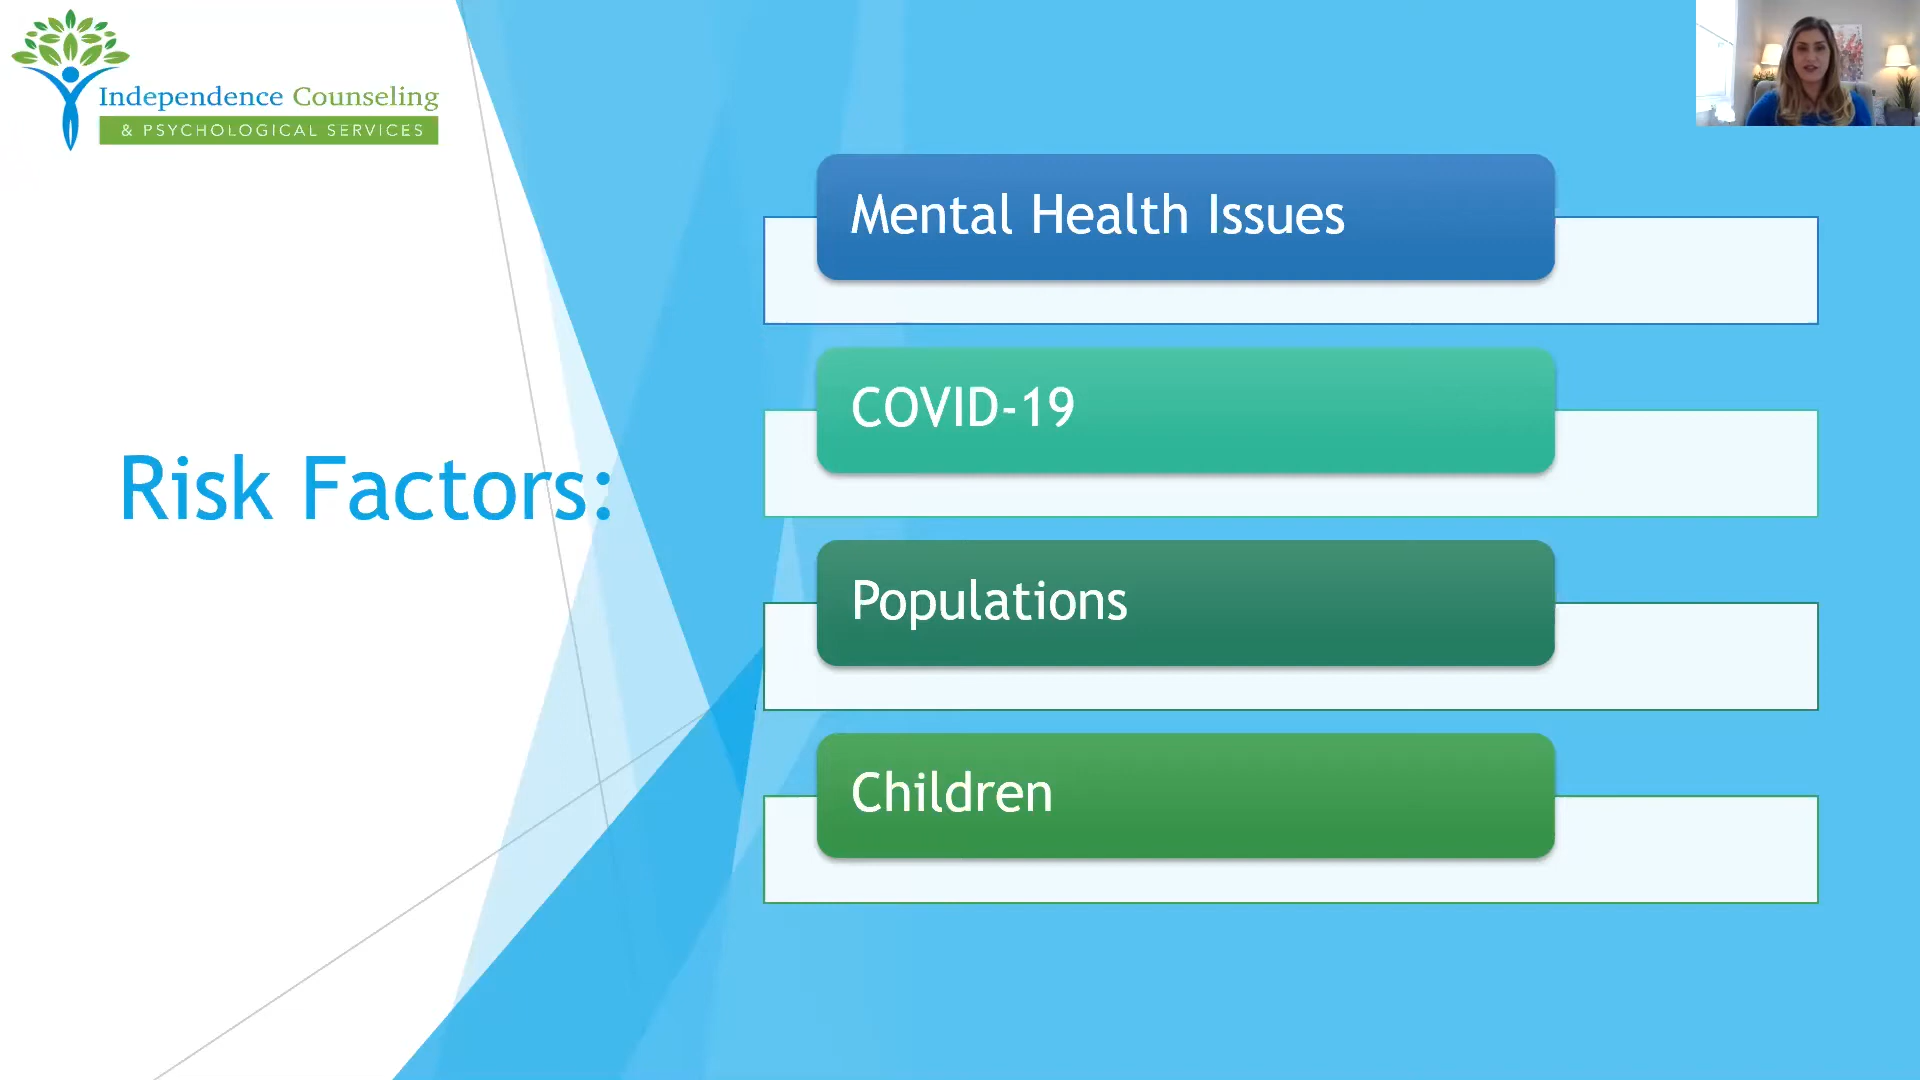 Independence Counseling
& PSYCHOLOGICAL SERVICES
Risk Factors:
Mental Health Issues
COVID-19
Populations
Children